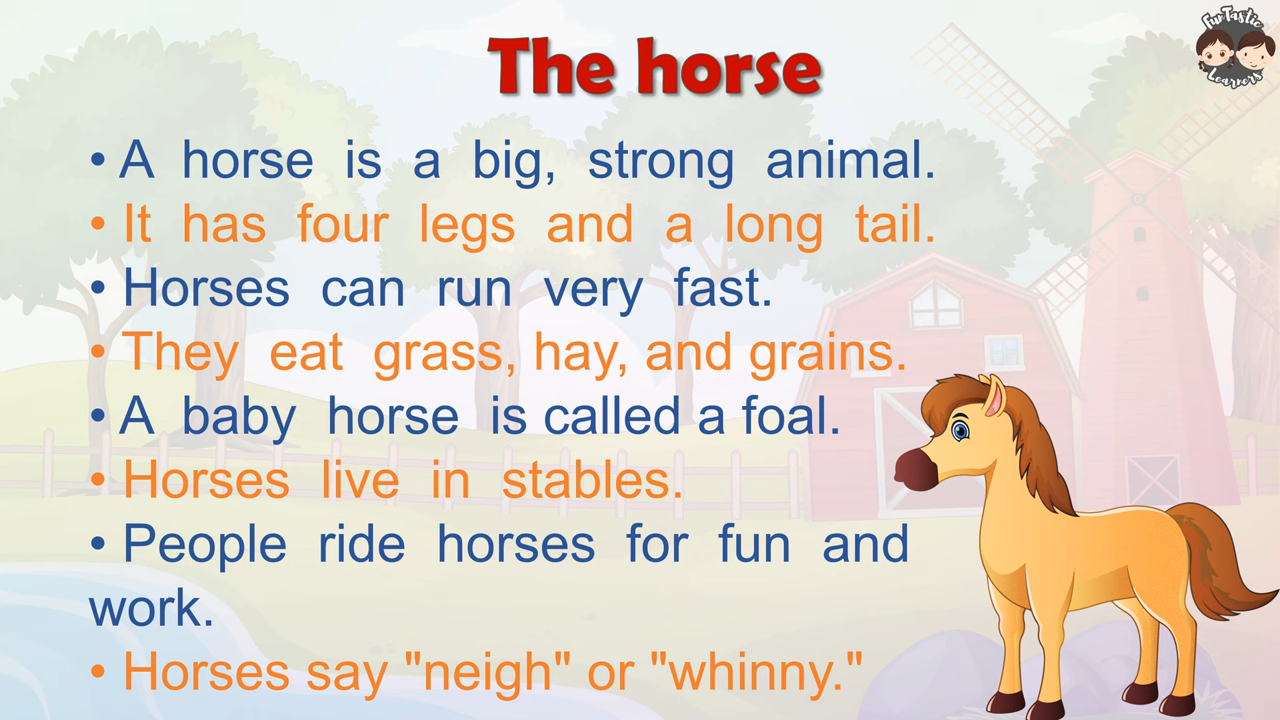 The horse
FunTastic
Learners
• A horse is a big, strong animal.
• It has four legs and a long tail.
• Horses can run very fast.
• They eat grass, hay, and grains.
• A baby horse is called a foal.
• Horses live in stables.
• People ride horses for fun and
work.
• Horses say "neigh" or "whinny."